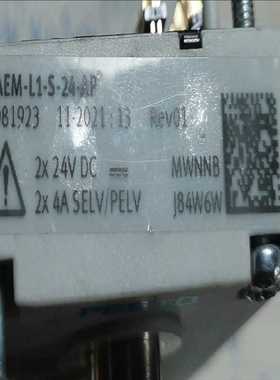 AEM-L1-S-24-AP
081923 11-2021:13 Rev01
2x 24V DC MWNNB
2x 4A SELV/PELV J84W6W